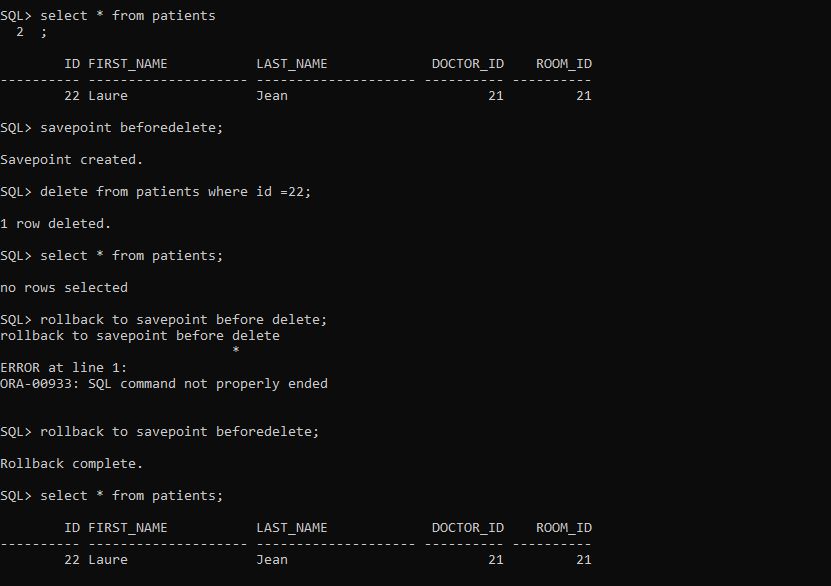 SQL> select * from patients
  2  ;
        ID FIRST_NAME           LAST_NAME             DOCTOR_ID    ROOM_ID
---------- -------------------- -------------------- ---------- ----------
        22 Laure                Jean                         21         21
SQL> savepoint beforedelete;
Savepoint created.
SQL> delete from patients where id =22;
1 row deleted.
SQL> select * from patients;
no rows selected
SQL> rollback to savepoint before delete;
rollback to savepoint before delete
                             *
ERROR at line 1:
ORA-00933: SQL command not properly ended
SQL> rollback to savepoint beforedelete;
Rollback complete.
SQL> select * from patients;
        ID FIRST_NAME           LAST_NAME             DOCTOR_ID    ROOM_ID
---------- -------------------- -------------------- ---------- ----------
        22 Laure                Jean                         21         21